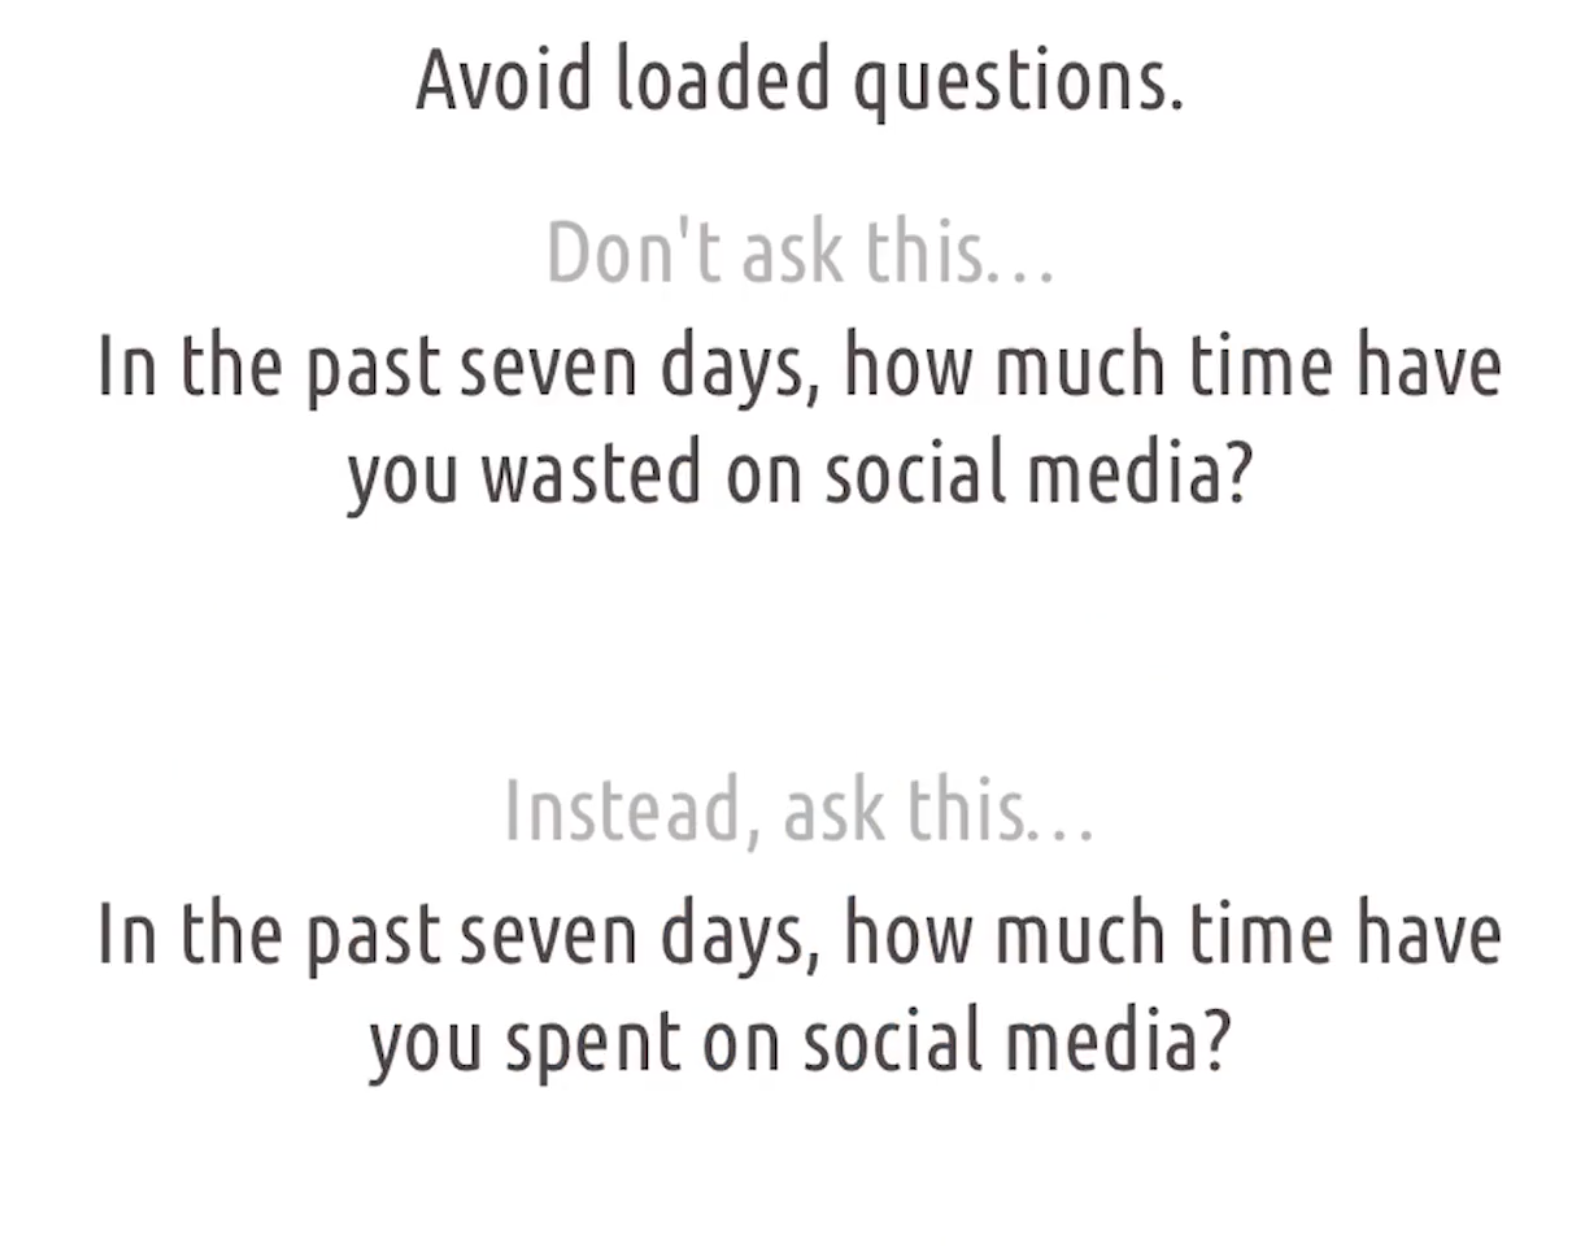 Avoid loaded questions.
Don't ask this...
In the past seven days, how much time have
you wasted on social media?
Instead, ask this...
In the past seven days, how much time have
you spent on social media?